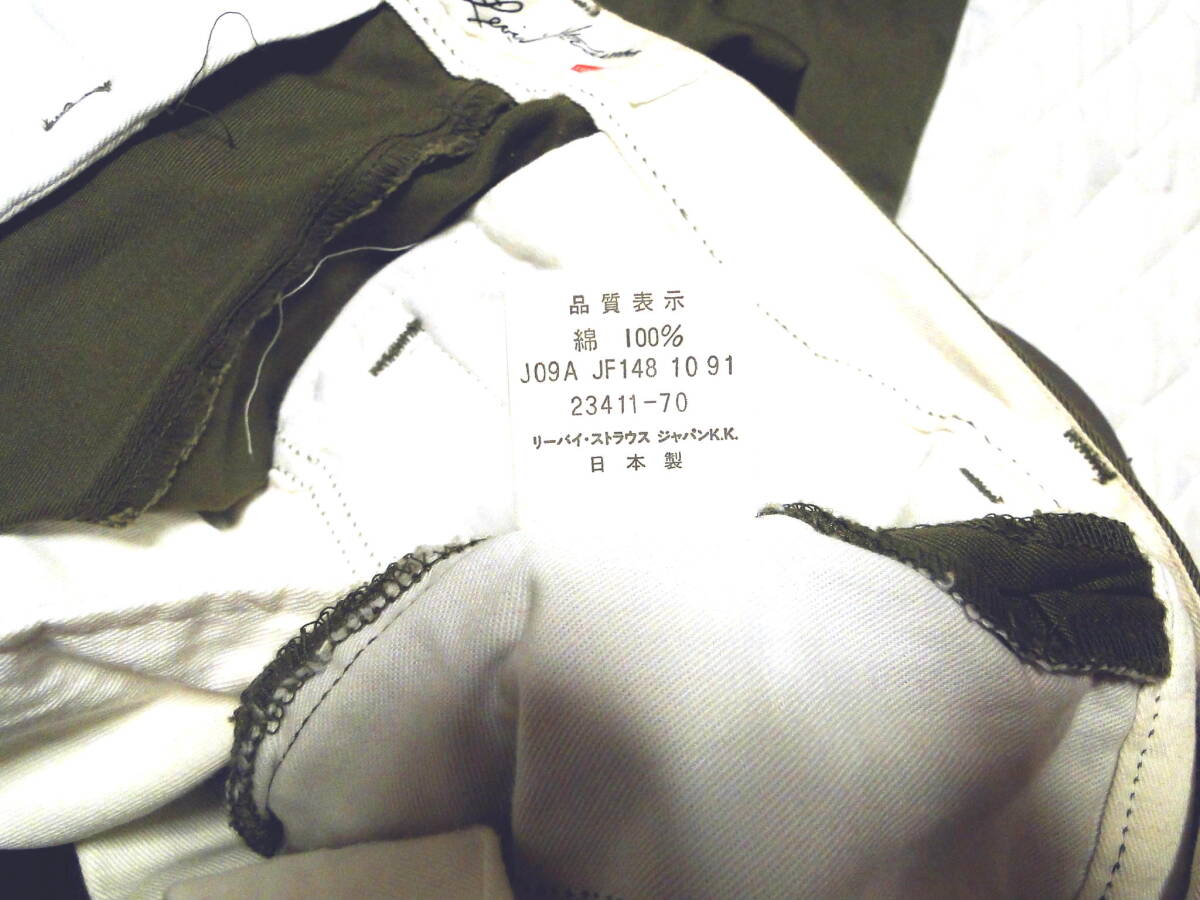 Levi
品質表示
綿 100%
J09A JF148 10 91
23411-70
リーバイ・ストラウス ジャパンK.K.
日本製